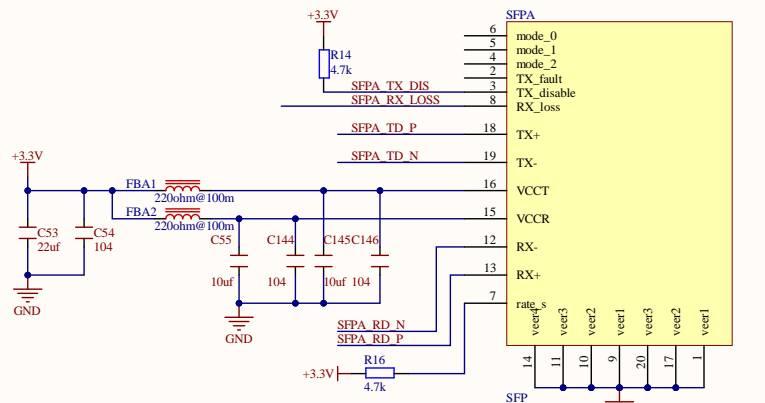 SFPA
+3.3V
6 mode_0
5 mode_1
R14
4.7k
4 mode_2
2 TX_fault
SFPA_TX_DIS 3 TX_disable
SFPA_RX_LOSS 8 RX_loss
SFPA_TD_P 18 TX+
SFPA_TD_N 19 TX-
+3.3V
FBA1 16 VCCT
220ohm@100m
FBA2 15 VCCR
220ohm@100m
C53
22uf
C54
104
C55
10uf
C144
104
C145
10uf
C146
104
12 RX-
13 RX+
7 rate_s
GND
GND
SFPA_RD_N
SFPA_RD_P
R16
+3.3V
4.7k
veer4 veer3 veer2 veer1 veer3 veer2 veer1
14 11 10 9 20 17 1
SFP